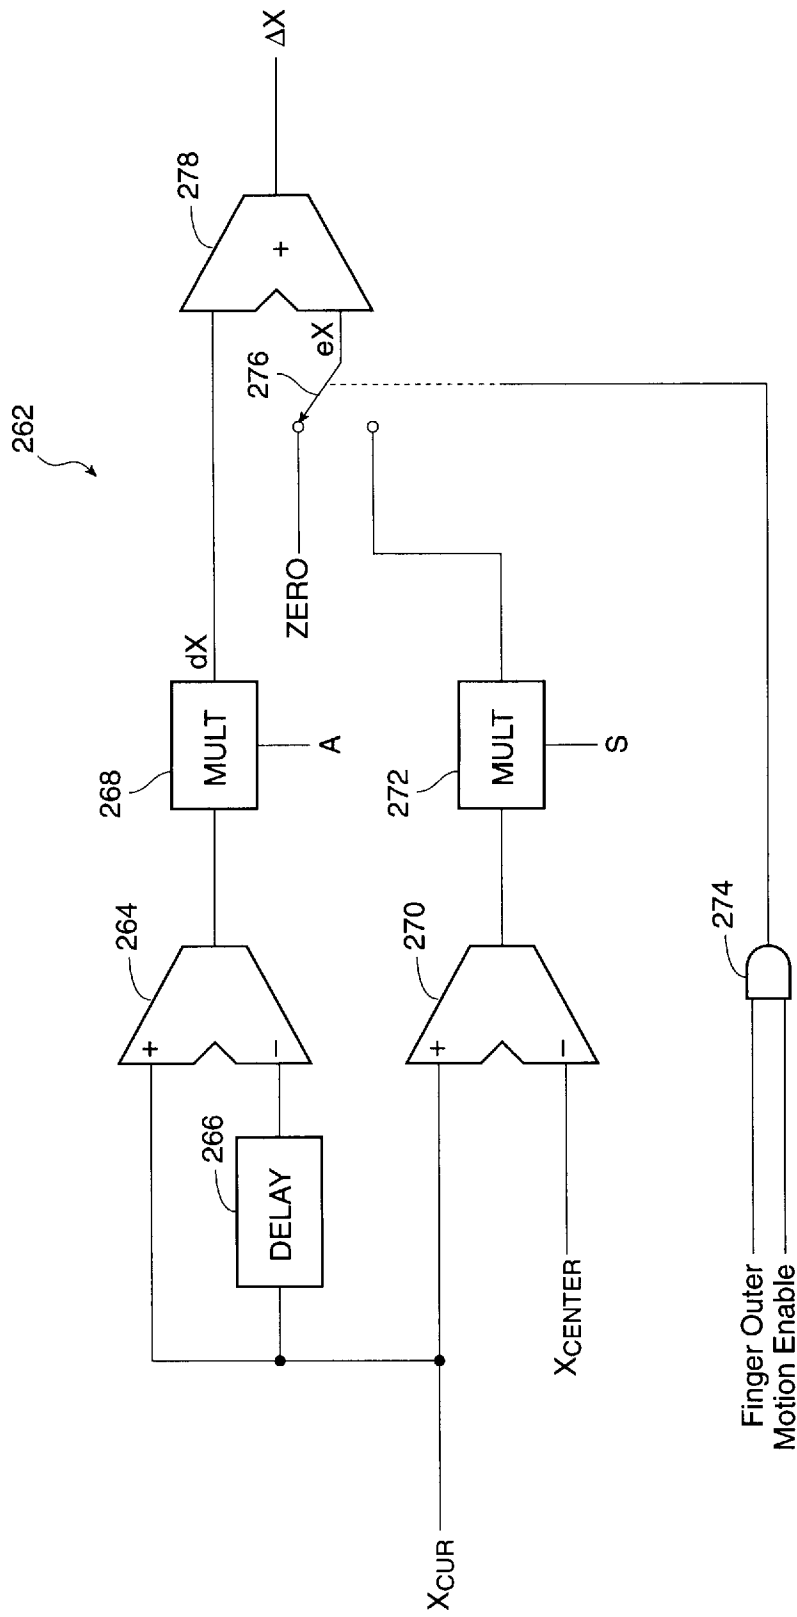 262
264
+
−
266
DELAY
268
MULT
dX
A
278
+
ΔX
276
eX
ZERO
270
+
−
272
MULT
S
XCUR
XCENTER
274
Finger Outer
Motion Enable